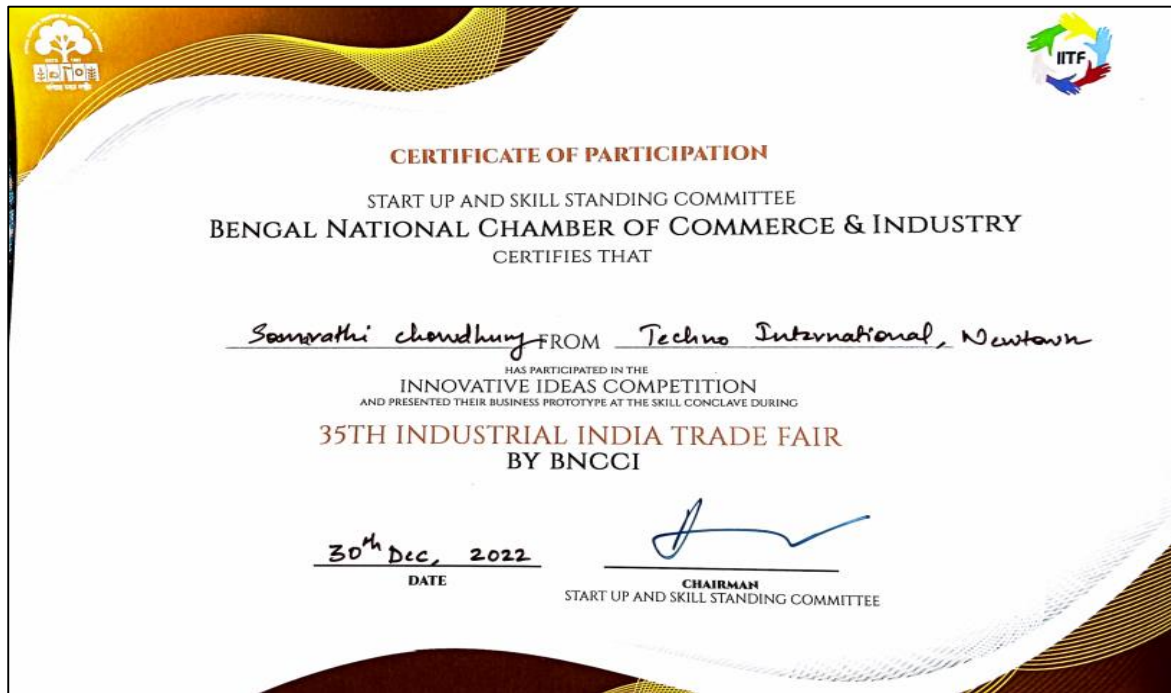 IITF
CERTIFICATE OF PARTICIPATION
START UP AND SKILL STANDING COMMITTEE
BENGAL NATIONAL CHAMBER OF COMMERCE & INDUSTRY
CERTIFIES THAT
chowdhury FROM Techno International, Newtown
HAS PARTICIPATED IN THE
INNOVATIVE IDEAS COMPETITION
AND PRESENTED THEIR BUSINESS PROTOTYPE AT THE SKILL CONCLAVE DURING
35TH INDUSTRIAL INDIA TRADE FAIR
BY BNCCI
30th Dec, 2022
DATE
CHAIRMAN
START UP AND SKILL STANDING COMMITTEE